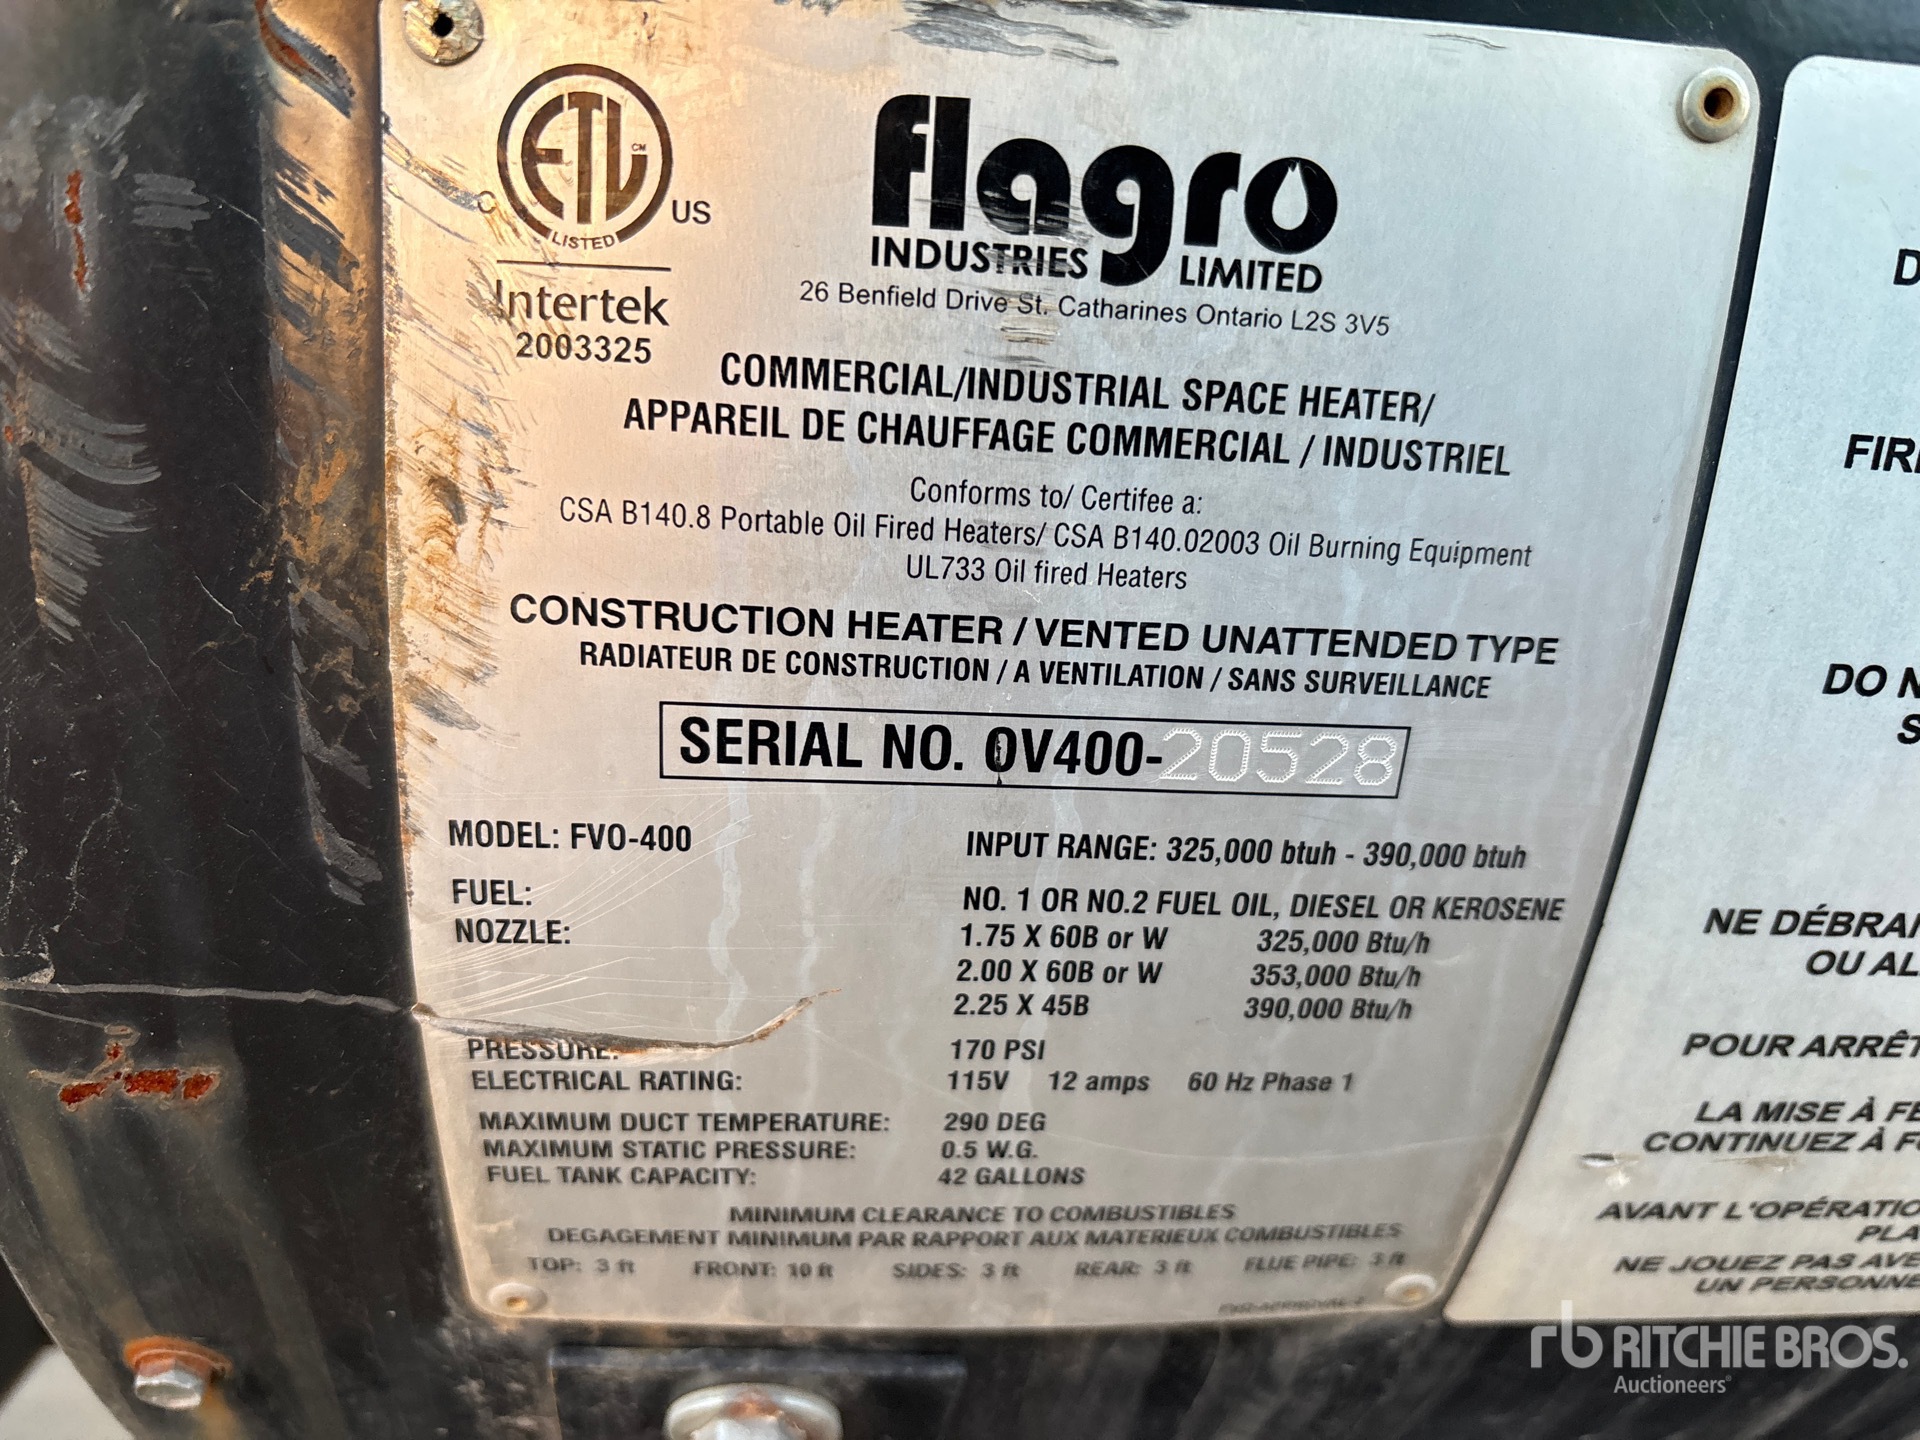 ETL CM
C US
LISTED
Intertek
2003325
flagro
INDUSTRIES LIMITED
26 Benfield Drive St. Catharines Ontario L2S 3V5
COMMERCIAL/INDUSTRIAL SPACE HEATER/
APPAREIL DE CHAUFFAGE COMMERCIAL / INDUSTRIEL
Conforms to/ Certifee a:
CSA B140.8 Portable Oil Fired Heaters/ CSA B140.02003 Oil Burning Equipment
UL733 Oil fired Heaters
CONSTRUCTION HEATER / VENTED UNATTENDED TYPE
RADIATEUR DE CONSTRUCTION / A VENTILATION / SANS SURVEILLANCE
SERIAL NO. OV400-20528
MODEL: FVO-400 INPUT RANGE: 325,000 btuh - 390,000 btuh
FUEL: NO. 1 OR NO.2 FUEL OIL, DIESEL OR KEROSENE
NOZZLE: 1.75 X 60B or W 325,000 Btu/h
2.00 X 60B or W 353,000 Btu/h
2.25 X 45B 390,000 Btu/h
PRESSURE: 170 PSI
ELECTRICAL RATING: 115V 12 amps 60 Hz Phase 1
MAXIMUM DUCT TEMPERATURE: 290 DEG
MAXIMUM STATIC PRESSURE: 0.5 W.G.
FUEL TANK CAPACITY: 42 GALLONS
MINIMUM CLEARANCE TO COMBUSTIBLES
DEGAGEMENT MINIMUM PAR RAPPORT AUX MATERIEUX COMBUSTIBLES
TOP: 3 ft FRONT: 10 ft SIDES: 3 ft REAR: 3 ft FLUE PIPE: 3 ft
D
FIR
DO N
S
NE DÉBRAN
OU AL
POUR ARRÊT
LA MISE À FE
CONTINUEZ À F
AVANT L'OPÉRATIO
PLA
NE JOUEZ PAS AVE
UN PERSONNE
rb RITCHIE BROS.
Auctioneers